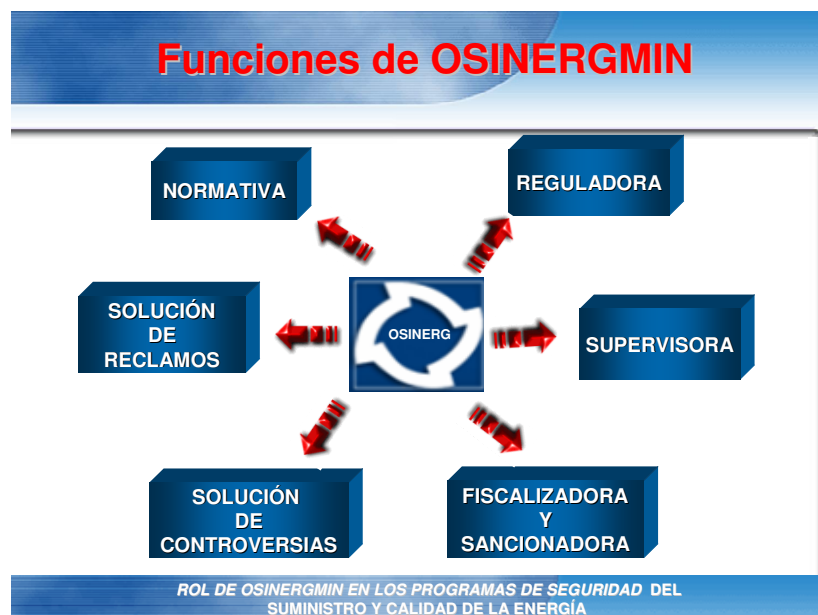 Funciones de OSINERGMIN
NORMATIVA
REGULADORA
SOLUCIÓN
DE
RECLAMOS
OSINERG
SUPERVISORA
SOLUCIÓN
DE
CONTROVERSIAS
FISCALIZADORA
Y
SANCIONADORA
ROL DE OSINERGMIN EN LOS PROGRAMAS DE SEGURIDAD DEL
SUMINISTRO Y CALIDAD DE LA ENERGÍA